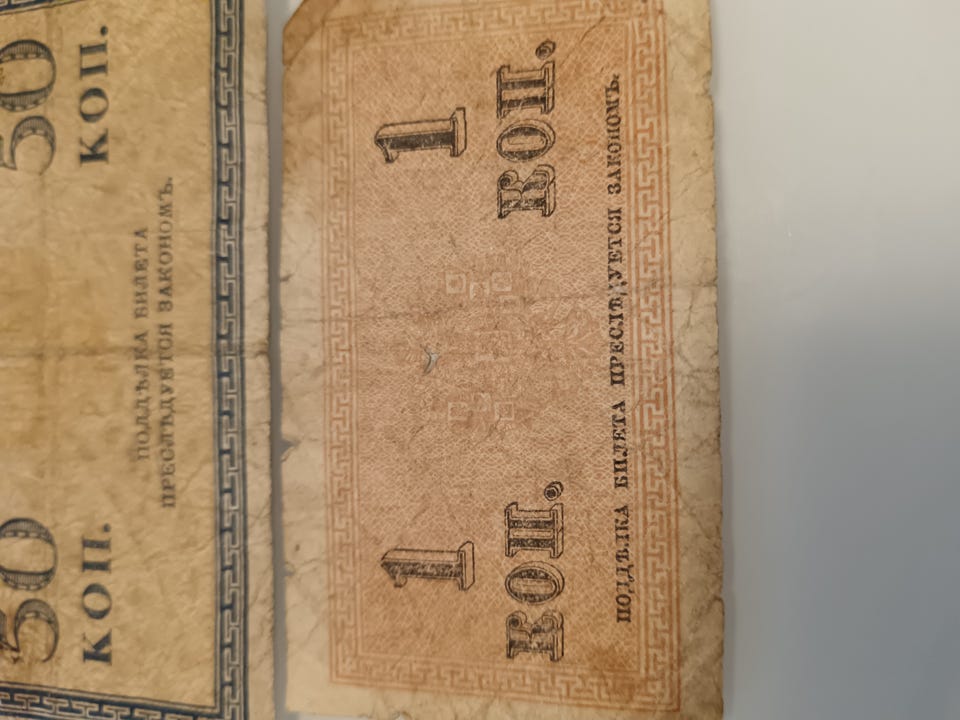 50 50
КОП. КОП.
ПОДДѢЛКА БИЛЕТА
ПРЕСЛѢДУЕТСЯ ЗАКОНОМЪ.
1 1
КОП. КОП.
ПОДДѢЛКА БИЛЕТА ПРЕСЛѢДУЕТСЯ ЗАКОНОМЪ.